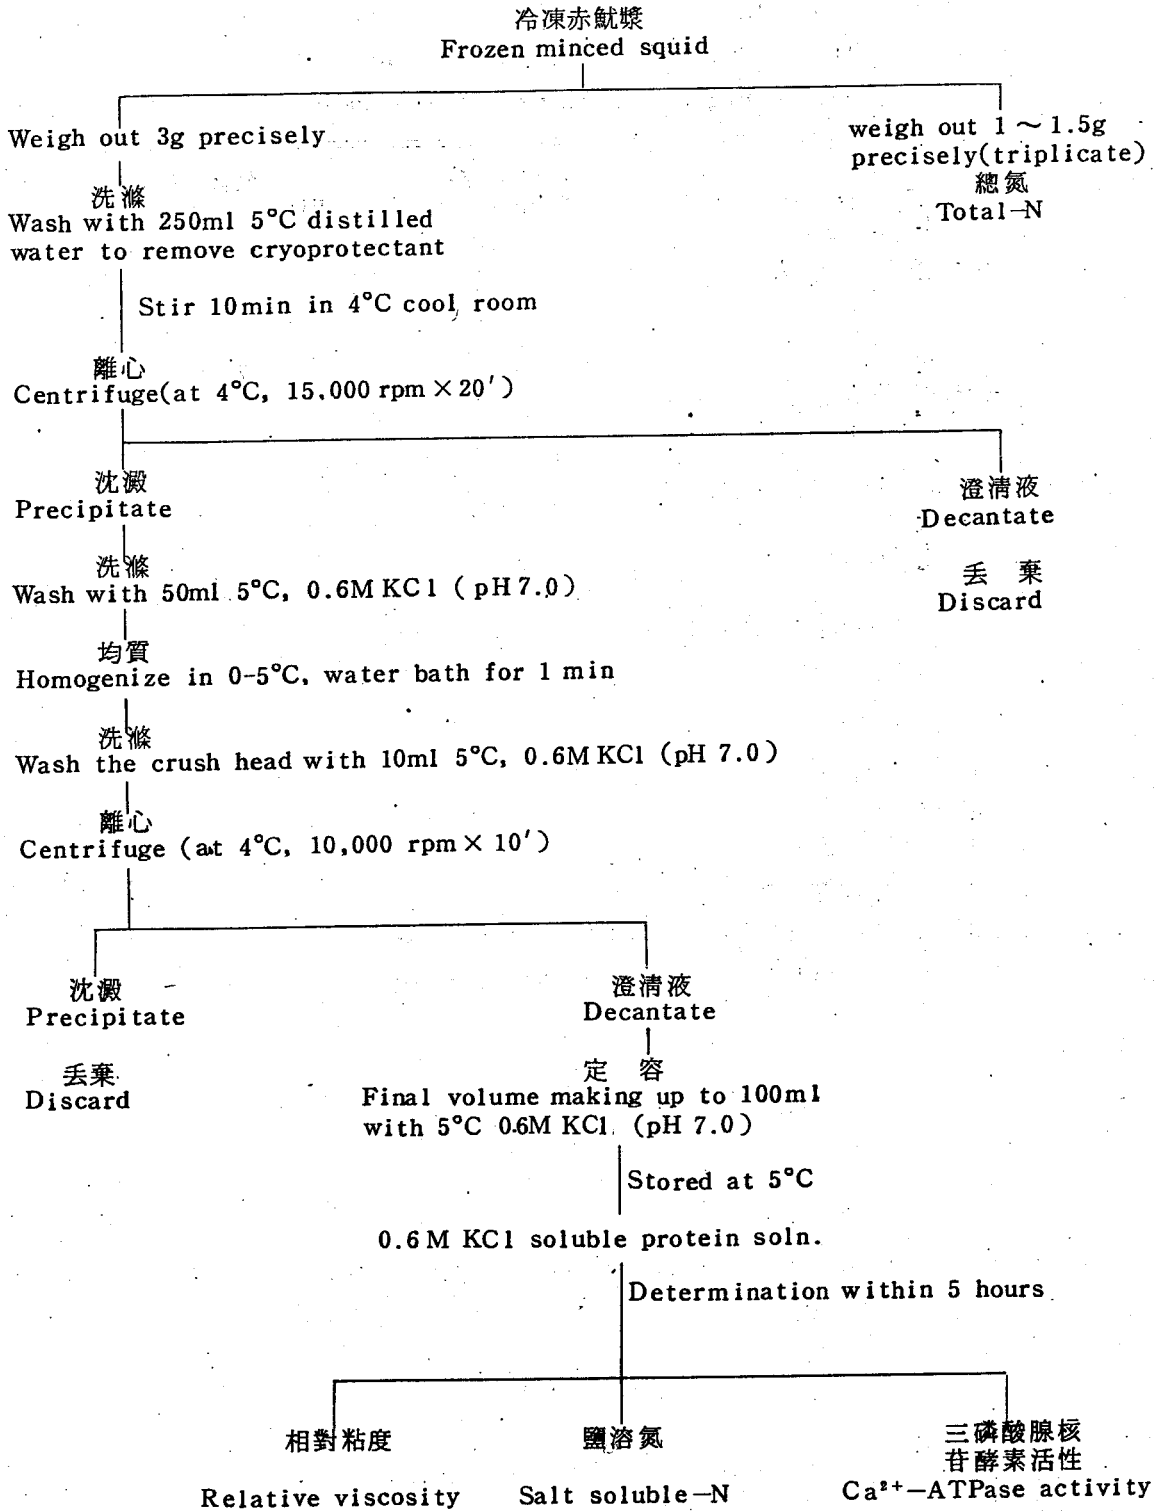 冷凍赤魷漿
Frozen minced squid
Weigh out 3g precisely
weigh out 1～1.5g
precisely(triplicate)
總氮
Total-N
洗滌
Wash with 250ml 5°C distilled
water to remove cryoprotectant
Stir 10min in 4°C cool room
離心
Centrifuge(at 4°C, 15,000 rpm×20′)
沈澱
Precipitate
澄清液
Decantate
丟棄
Discard
洗滌
Wash with 50ml 5°C, 0.6M KCl (pH 7.0)
均質
Homogenize in 0-5°C, water bath for 1 min
洗滌
Wash the crush head with 10ml 5°C, 0.6M KCl (pH 7.0)
離心
Centrifuge (at 4°C, 10,000 rpm×10′)
沈澱
Precipitate
丟棄
Discard
澄清液
Decantate
定容
Final volume making up to 100ml
with 5°C 0.6M KCl. (pH 7.0)
Stored at 5°C
0.6M KCl soluble protein soln.
Determination within 5 hours
相對粘度
Relative viscosity
鹽溶氮
Salt soluble-N
三磷酸腺核
苷酵素活性
Ca²⁺-ATPase activity